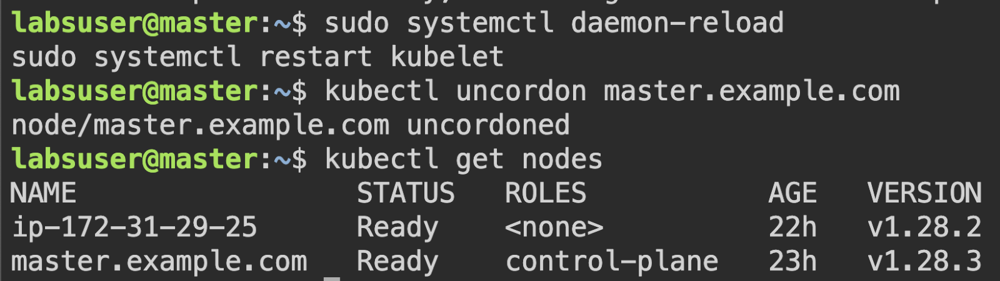 labsuser@master:~$ sudo systemctl daemon-reload
sudo systemctl restart kubelet
labsuser@master:~$ kubectl uncordon master.example.com
node/master.example.com uncordoned
labsuser@master:~$ kubectl get nodes
NAME STATUS ROLES AGE VERSION
ip-172-31-29-25 Ready <none> 22h v1.28.2
master.example.com Ready control-plane 23h v1.28.3